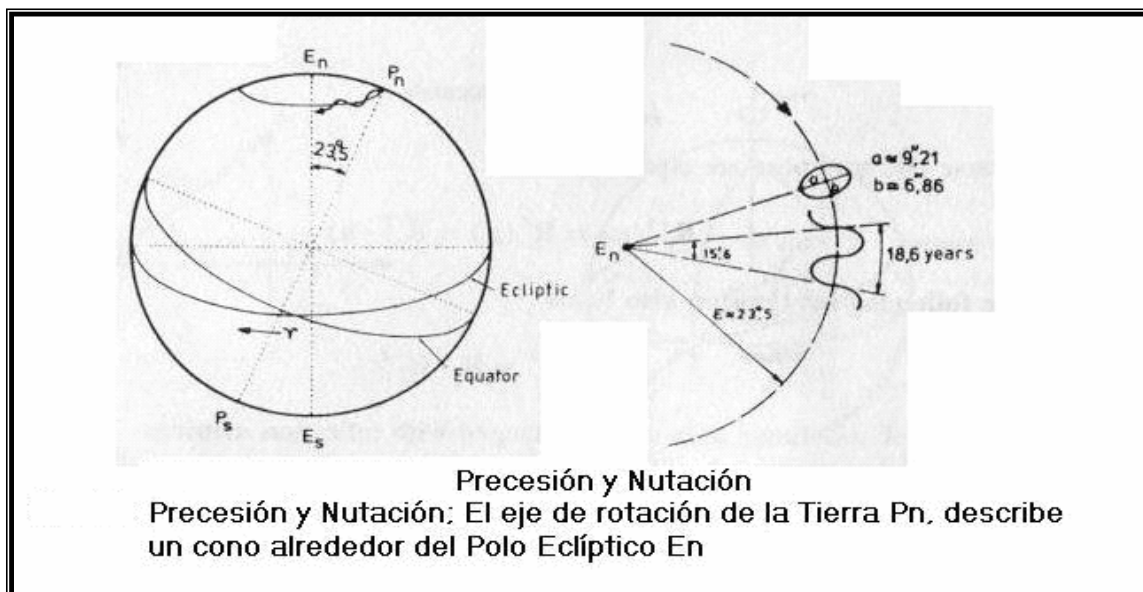 En
Pn
23°,5
Ecliptic
♈
Equator
Ps
Es
a
b
a ≈ 9",21
b ≈ 6",86
En
15',6
18,6 years
ε ≈ 23°,5
Precesión y Nutación
Precesión y Nutación; El eje de rotación de la Tierra Pn, describe
un cono alrededor del Polo Eclíptico En